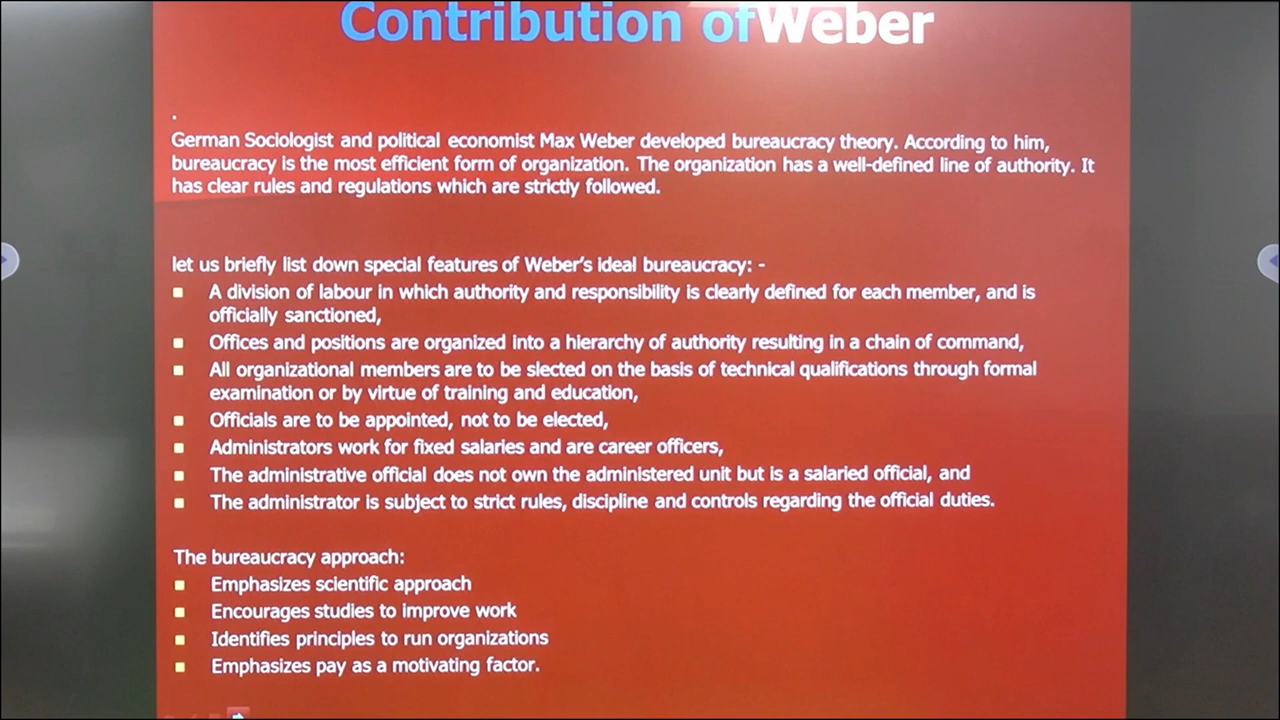 Contribution ofWeber
.
German Sociologist and political economist Max Weber developed bureaucracy theory. According to him,
bureaucracy is the most efficient form of organization. The organization has a well-defined line of authority. It
has clear rules and regulations which are strictly followed.
let us briefly list down special features of Weber’s ideal bureaucracy: -
A division of labour in which authority and responsibility is clearly defined for each member, and is
officially sanctioned,
Offices and positions are organized into a hierarchy of authority resulting in a chain of command,
All organizational members are to be slected on the basis of technical qualifications through formal
examination or by virtue of training and education,
Officials are to be appointed, not to be elected,
Administrators work for fixed salaries and are career officers,
The administrative official does not own the administered unit but is a salaried official, and
The administrator is subject to strict rules, discipline and controls regarding the official duties.
The bureaucracy approach:
Emphasizes scientific approach
Encourages studies to improve work
Identifies principles to run organizations
Emphasizes pay as a motivating factor.